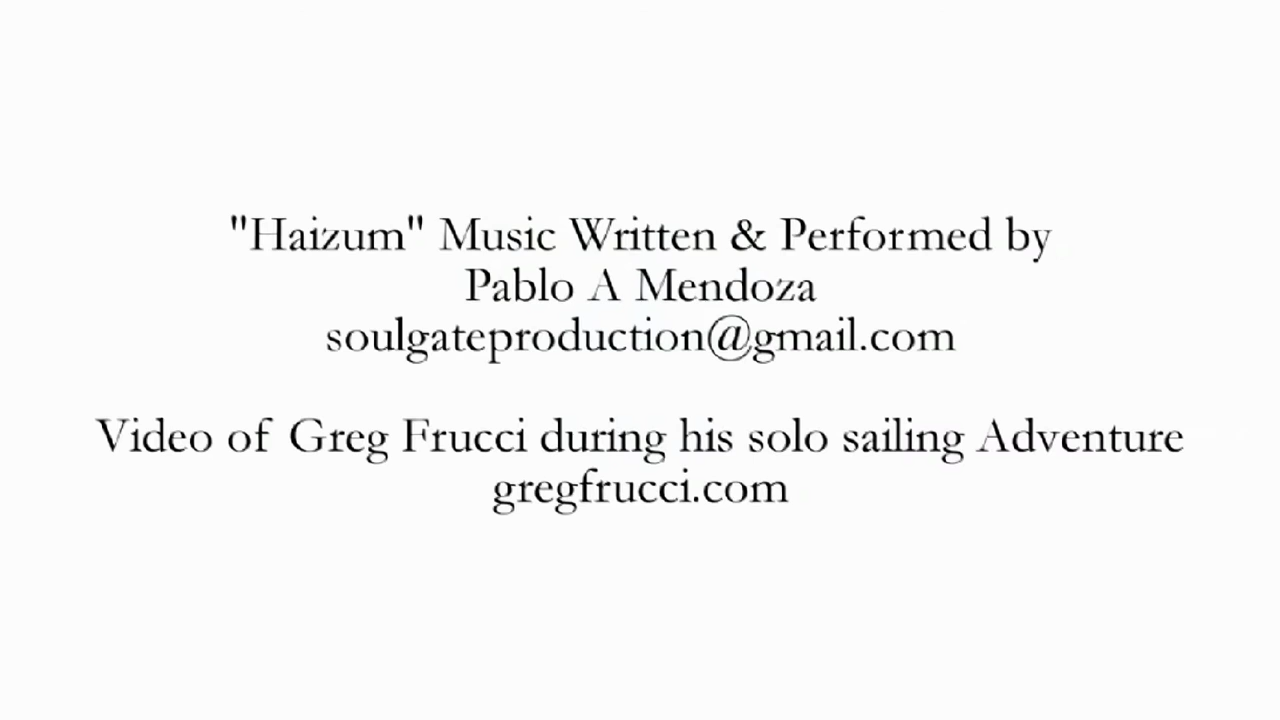 "Haizum" Music Written & Performed by
Pablo A Mendoza
soulgateproduction@gmail.com
Video of Greg Frucci during his solo sailing Adventure
gregfrucci.com